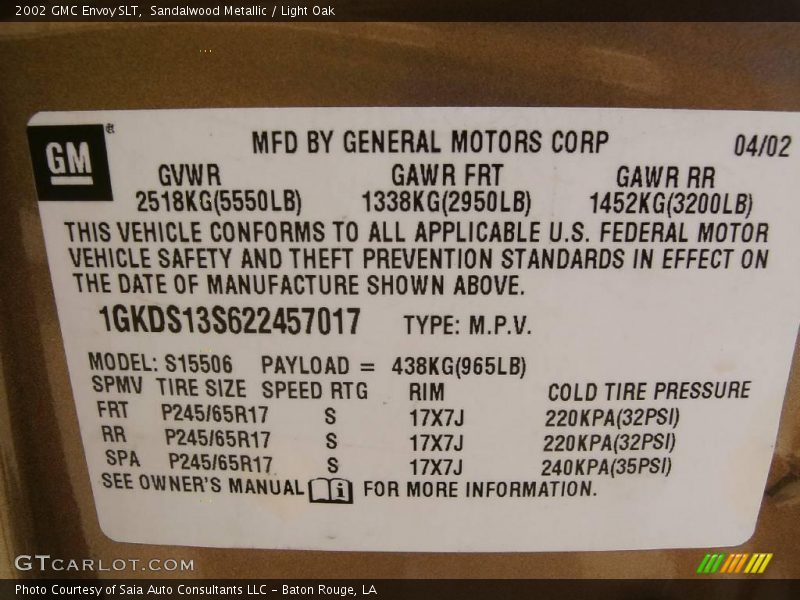 2002 GMC Envoy SLT,  Sandalwood Metallic / Light Oak
GM®
MFD BY GENERAL MOTORS CORP 04/02
GVWR GAWR FRT GAWR RR
2518KG(5550LB) 1338KG(2950LB) 1452KG(3200LB)
THIS VEHICLE CONFORMS TO ALL APPLICABLE U.S. FEDERAL MOTOR
VEHICLE SAFETY AND THEFT PREVENTION STANDARDS IN EFFECT ON
THE DATE OF MANUFACTURE SHOWN ABOVE.
1GKDS13S622457017 TYPE: M.P.V.
MODEL: S15506 PAYLOAD = 438KG(965LB)
SPMV TIRE SIZE SPEED RTG RIM COLD TIRE PRESSURE
FRT P245/65R17 S 17X7J 220KPA(32PSI)
RR P245/65R17 S 17X7J 220KPA(32PSI)
SPA P245/65R17 S 17X7J 240KPA(35PSI)
SEE OWNER'S MANUAL i FOR MORE INFORMATION.
GTCARLOT.COM
Photo Courtesy of Saia Auto Consultants LLC - Baton Rouge, LA